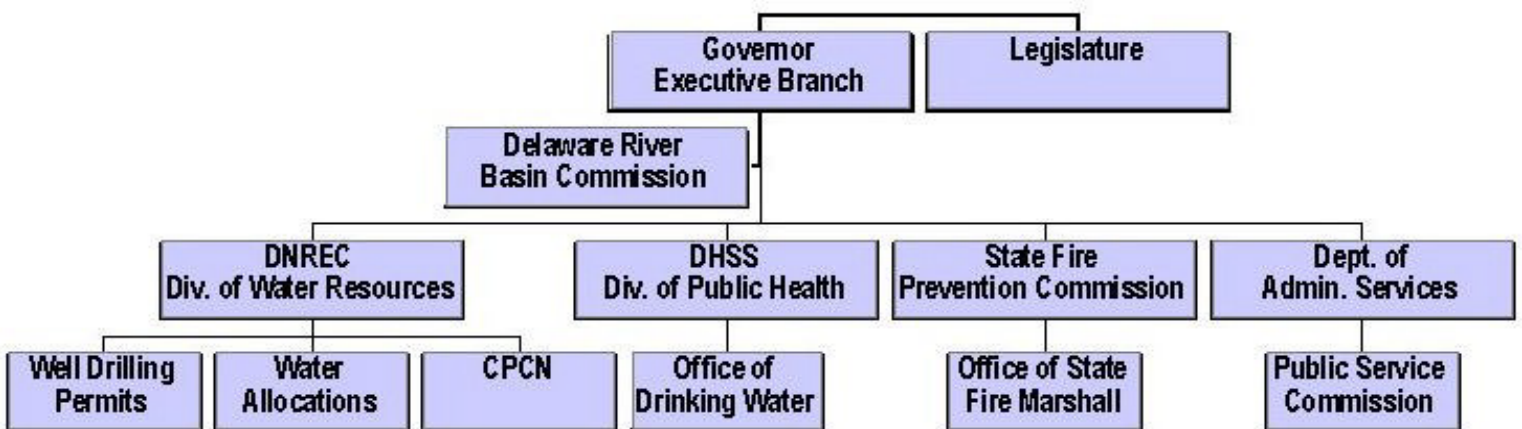 Governor
Executive Branch
Legislature
Delaware River
Basin Commission
DNREC
Div. of Water Resources
DHSS
Div. of Public Health
State Fire
Prevention Commission
Dept. of
Admin. Services
Well Drilling
Permits
Water
Allocations
CPCN
Office of
Drinking Water
Office of State
Fire Marshall
Public Service
Commission